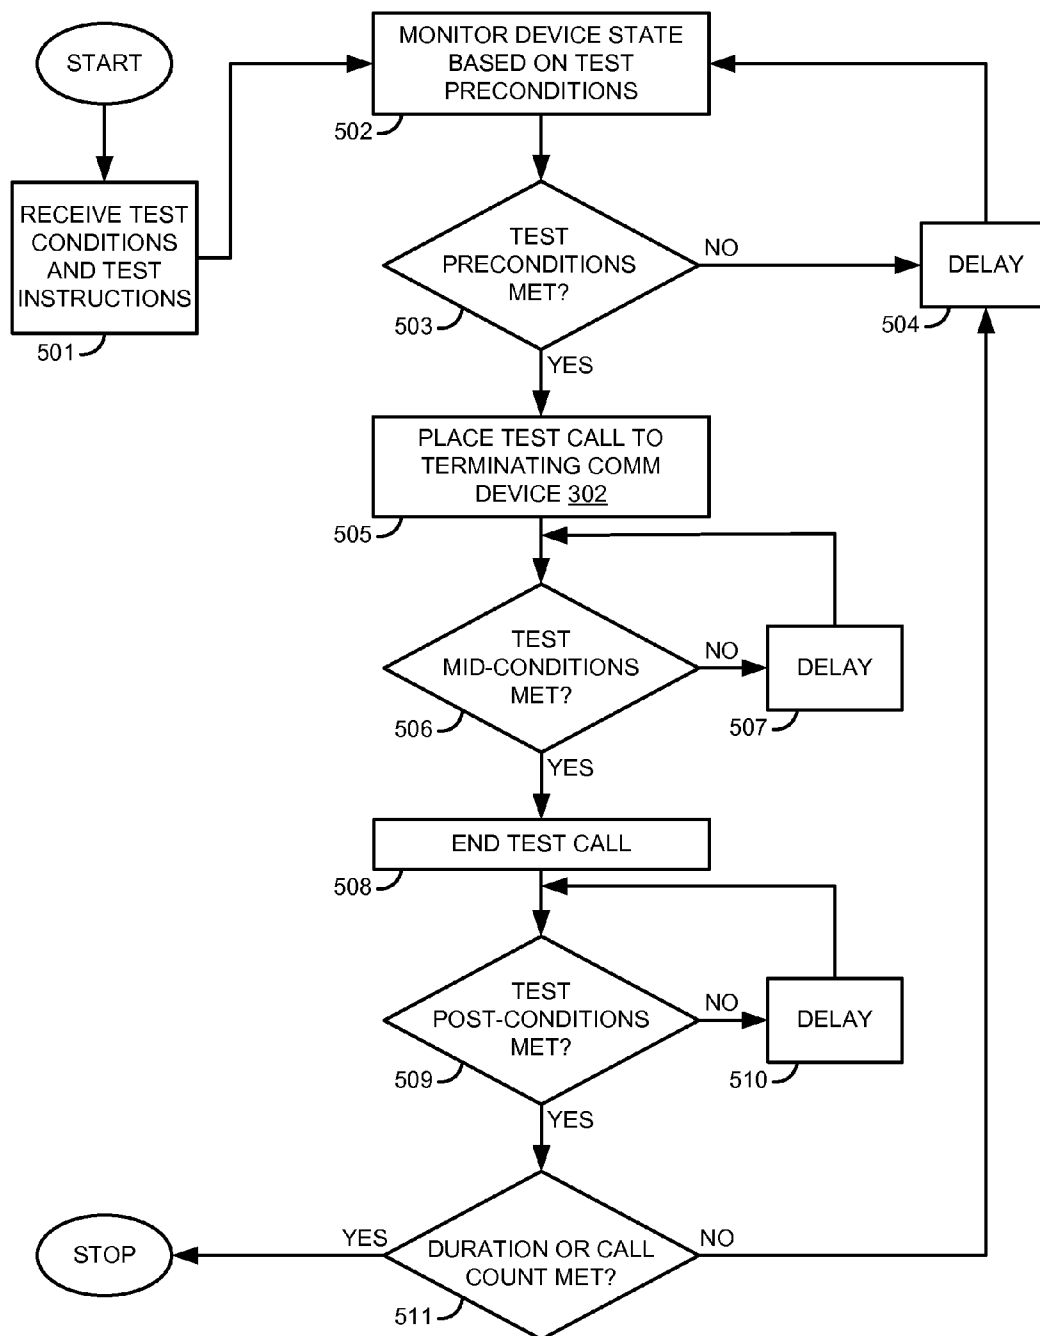 START
MONITOR DEVICE STATE
BASED ON TEST
PRECONDITIONS
502
RECEIVE TEST
CONDITIONS
AND TEST
INSTRUCTIONS
501
TEST
PRECONDITIONS
MET?
503
NO
DELAY
504
YES
PLACE TEST CALL TO
TERMINATING COMM
DEVICE 302
505
TEST
MID-CONDITIONS
MET?
506
NO
DELAY
507
YES
END TEST CALL
508
TEST
POST-CONDITIONS
MET?
509
NO
DELAY
510
YES
DURATION OR CALL
COUNT MET?
511
YES
STOP
NO